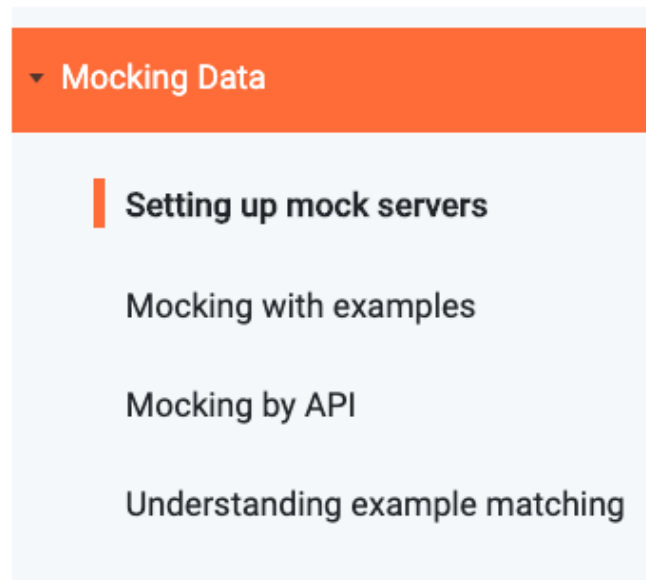 Mocking Data
Setting up mock servers
Mocking with examples
Mocking by API
Understanding example matching